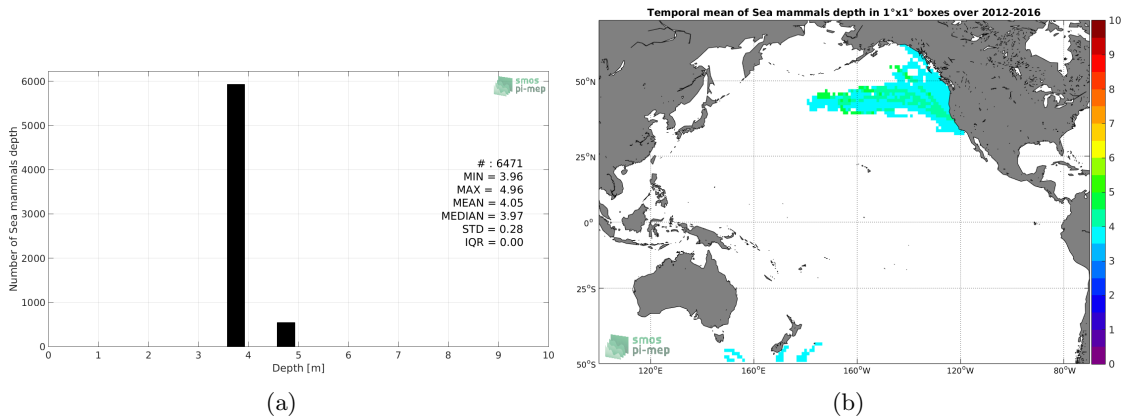 6000
5000
4000
3000
2000
1000
0
Number of Sea mammals depth
smos
pi-mep
# : 6471
MIN = 3.96
MAX = 4.96
MEAN = 4.05
MEDIAN = 3.97
STD = 0.28
IQR = 0.00
0 1 2 3 4 5 6 7 8 9 10
Depth [m]
(a)
Temporal mean of Sea mammals depth in 1°x1° boxes over 2012-2016
50°N
25°N
0°
25°S
50°S
120°E 160°E 160°W 120°W 80°W
smos
pi-mep
10
9
8
7
6
5
4
3
2
1
0
(b)